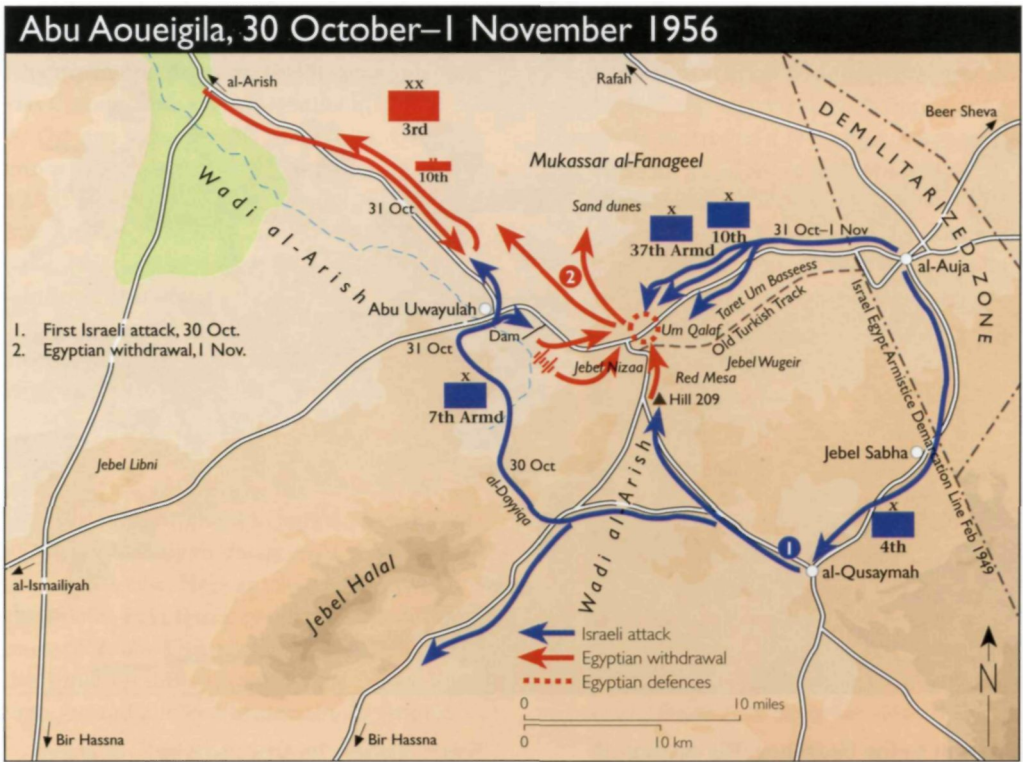 Abu Aoueigila, 30 October–1 November 1956
al-Arish
xx
3rd
10th
Rafah
Beer Sheva
DEMILITARIZED ZONE
Mukassar al-Fanageel
Wadi al-Arish
31 Oct
Sand dunes
x
37th Armd
x
10th
31 Oct–1 Nov
al-Auja
2
Abu Uwayulah
Taret Um Basseess
Old Turkish Track
Um Qalaf
Israel Egypt Armistice Demarcation Line Feb 1949
1. First Israeli attack, 30 Oct.
2. Egyptian withdrawal, 1 Nov.
31 Oct
Dam
Jebel Nizaa
Jebel Wugeir
Red Mesa
Hill 209
x
7th Armd
Jebel Libni
30 Oct
al-Dayyiqa
Wadi al-Arish
Jebel Sabha
x
4th
1
al-Qusaymah
al-Ismailiyah
Jebel Halal
Israeli attack
Egyptian withdrawal
Egyptian defences
0 10 miles
0 10 km
N
Bir Hassna
Bir Hassna